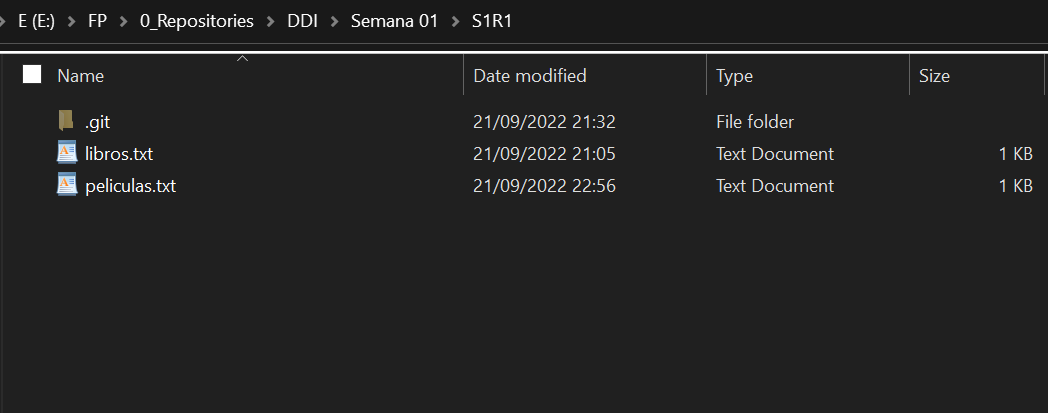 E (E:) FP 0_Repositories DDI Semana 01 S1R1
Name Date modified Type Size
.git 21/09/2022 21:32 File folder
libros.txt 21/09/2022 21:05 Text Document 1 KB
peliculas.txt 21/09/2022 22:56 Text Document 1 KB